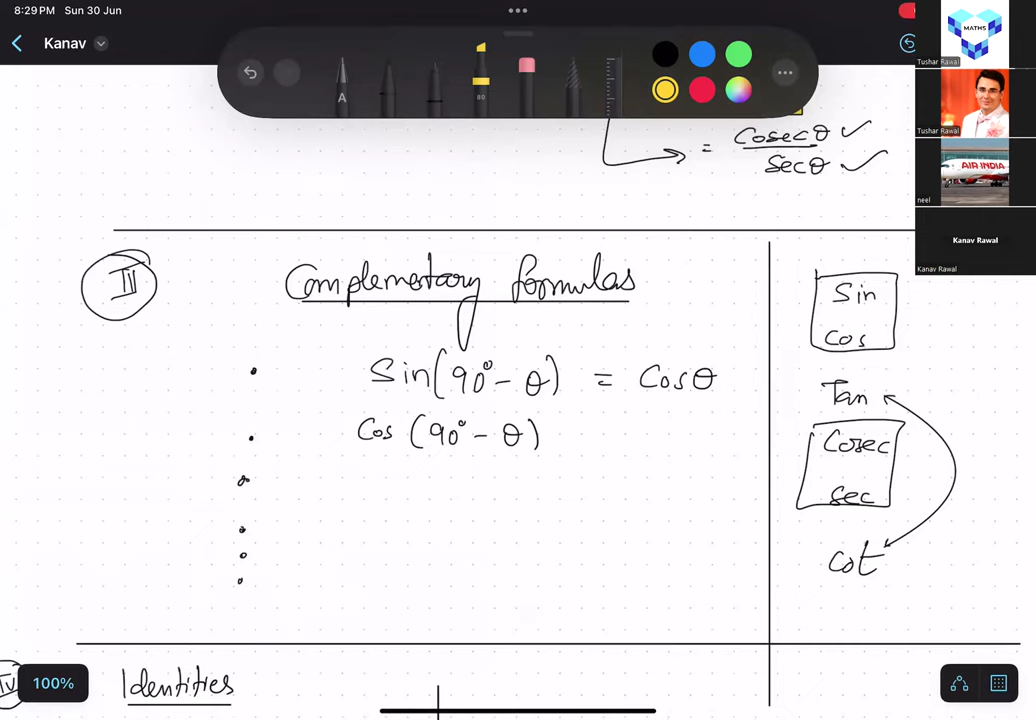 8:29 PM Sun 30 Jun
Kanav
A
80
MATHS
Tushar Rawal
Tushar Rawal
AIR INDIA
neel
Kanav Rawal
Kanav Rawal
= Cosecθ ✓
Secθ ✓
III
Complementary formulas
Sin(90° - θ) = Cosθ
Cos (90° - θ)
Sin
Cos
Tan
Cosec
sec
cot
IV
Identities
100%